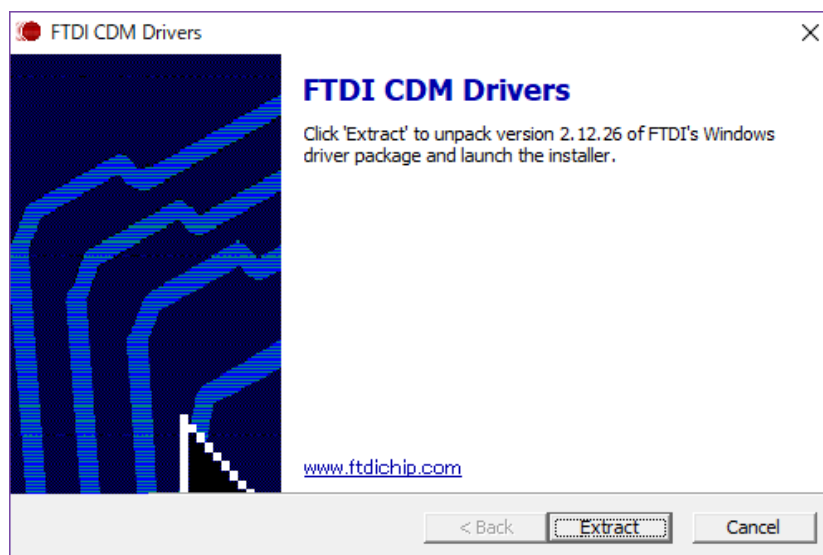 FTDI CDM Drivers
FTDI CDM Drivers
Click 'Extract' to unpack version 2.12.26 of FTDI's Windows
driver package and launch the installer.
www.ftdichip.com
< Back
Extract
Cancel